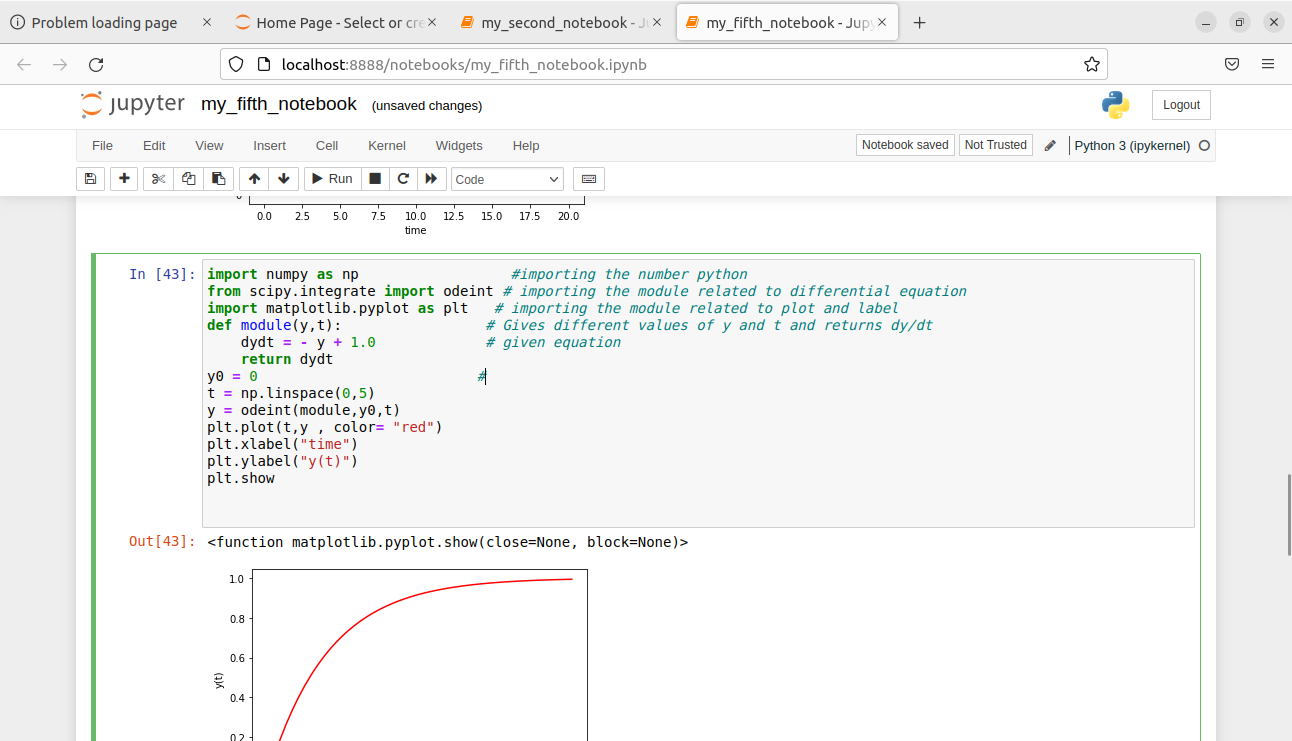 Problem loading page
Home Page - Select or cre
my_second_notebook - Ju
my_fifth_notebook - Jupy
localhost:8888/notebooks/my_fifth_notebook.ipynb
jupyter my_fifth_notebook (unsaved changes)
Logout
File Edit View Insert Cell Kernel Widgets Help
Notebook saved Not Trusted Python 3 (ipykernel)
Run Code
0.0 2.5 5.0 7.5 10.0 12.5 15.0 17.5 20.0
time
In [43]: import numpy as np #importing the number python
from scipy.integrate import odeint # importing the module related to differential equation
import matplotlib.pyplot as plt # importing the module related to plot and label
def module(y,t): # Gives different values of y and t and returns dy/dt
dydt = - y + 1.0 # given equation
return dydt
y0 = 0 #
t = np.linspace(0,5)
y = odeint(module,y0,t)
plt.plot(t,y , color= "red")
plt.xlabel("time")
plt.ylabel("y(t)")
plt.show
Out[43]: <function matplotlib.pyplot.show(close=None, block=None)>
1.0
0.8
0.6
y(t)
0.4
0.2